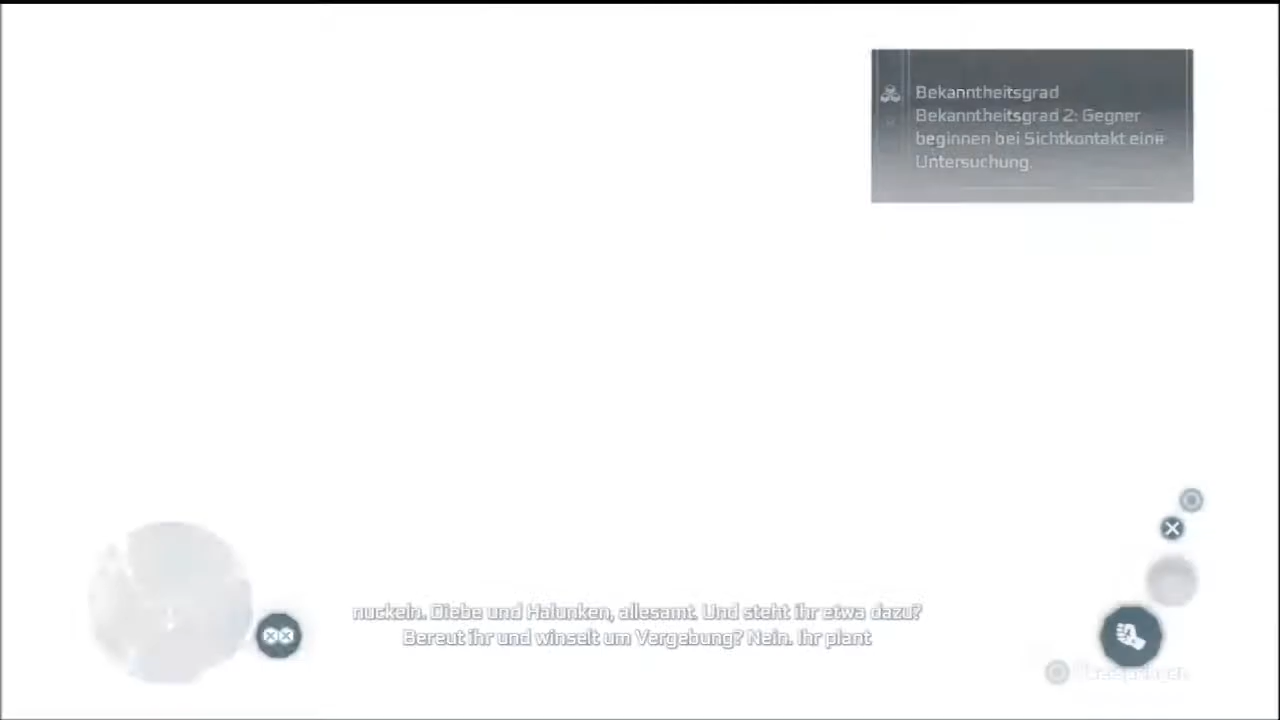 Bekanntheitsgrad
Bekanntheitsgrad 2: Gegner
beginnen bei Sichtkontakt eine
Untersuchung.
nuckeln. Diebe und Halunken, allesamt. Und steht ihr etwa dazu?
Bereut ihr und winselt um Vergebung? Nein. Ihr plant